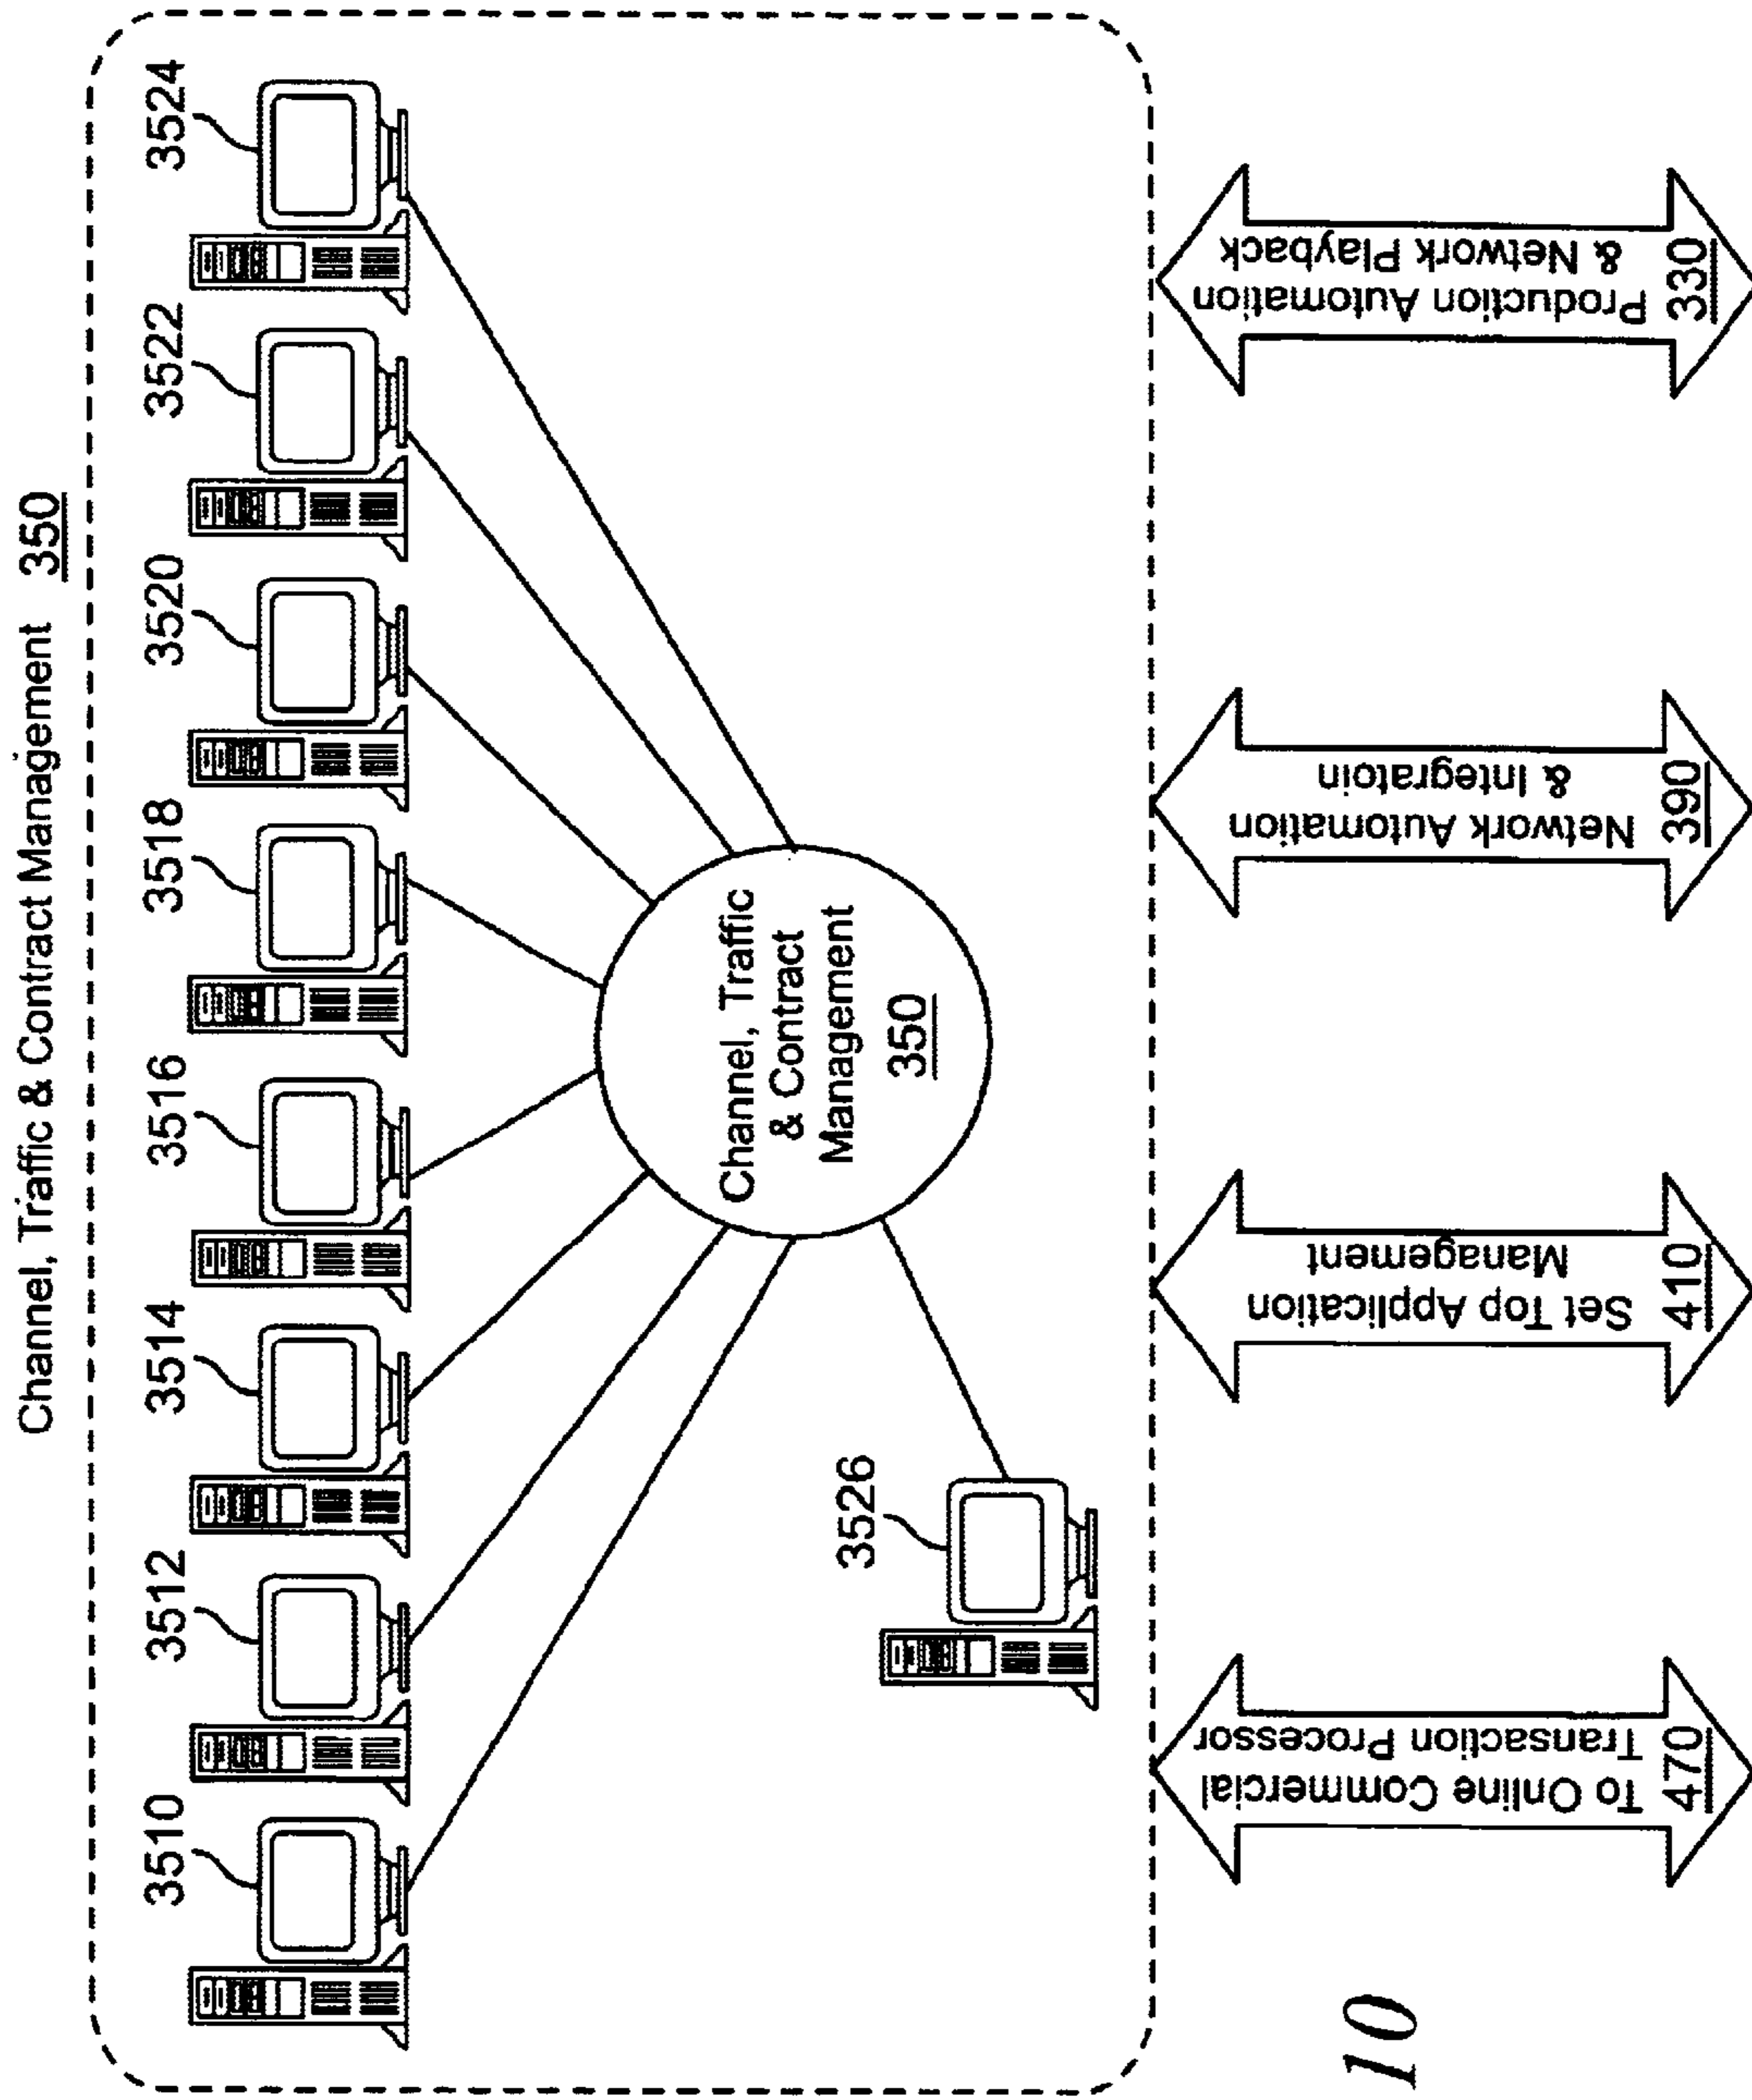 Channel, Traffic & Contract Management 350
3510
3512
3514
3516
3518
3520
3522
3524
Channel, Traffic
& Contract
Management
350
3526
To Online Commercial
Transaction Processor
470
Set Top Application
Management
410
Network Automation
& Integratoin
390
Production Automation
& Network Playback
330
10